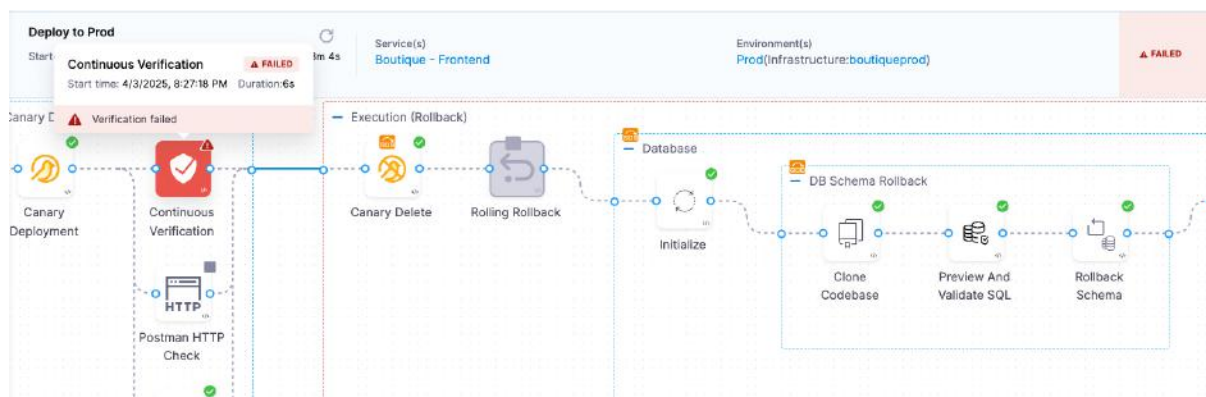 Deploy to Prod
Start
3m 4s
Service(s)
Boutique - Frontend
Environment(s)
Prod(Infrastructure:boutiqueprod)
FAILED
Continuous Verification
FAILED
Start time: 4/3/2025, 8:27:18 PM Duration:6s
Verification failed
Canary D
Execution (Rollback)
Database
DB Schema Rollback
Canary
Deployment
Continuous
Verification
Canary Delete
Rolling Rollback
Initialize
Clone
Codebase
Preview And
Validate SQL
Rollback
Schema
HTTP
Postman HTTP
Check